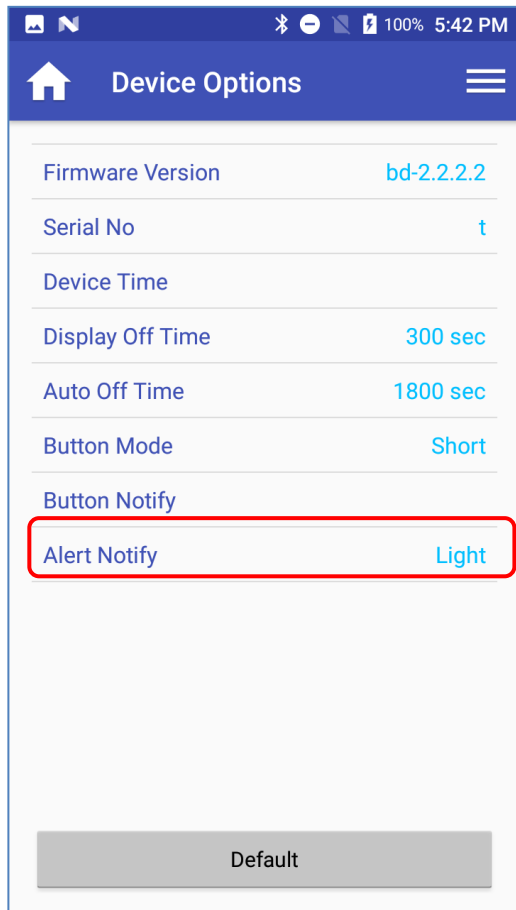 100% 5:42 PM
Device Options
Firmware Version bd-2.2.2.2
Serial No t
Device Time
Display Off Time 300 sec
Auto Off Time 1800 sec
Button Mode Short
Button Notify
Alert Notify Light
Default